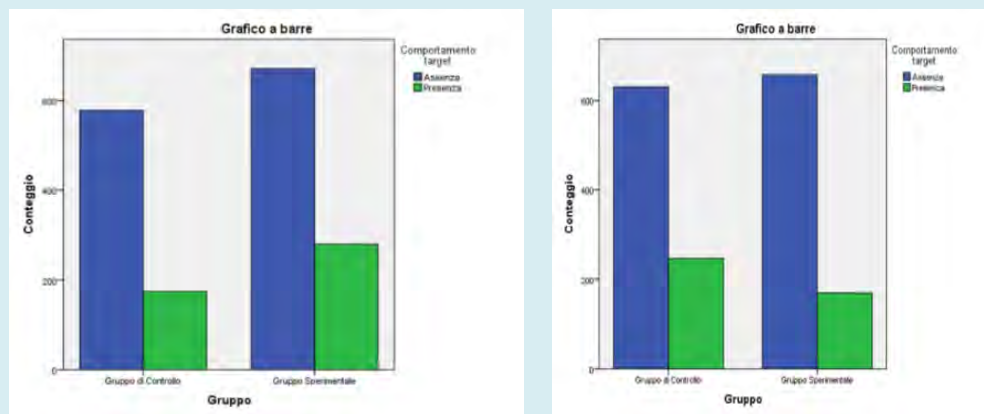 Grafico a barre
Comportamento
target
Assenza
Presenza
600
400
200
0
Conteggio
Gruppo di Controllo
Gruppo Sperimentale
Gruppo
Grafico a barre
Comportamento
target
Assenza
Presenza
600
400
200
0
Conteggio
Gruppo di Controllo
Gruppo Sperimentale
Gruppo